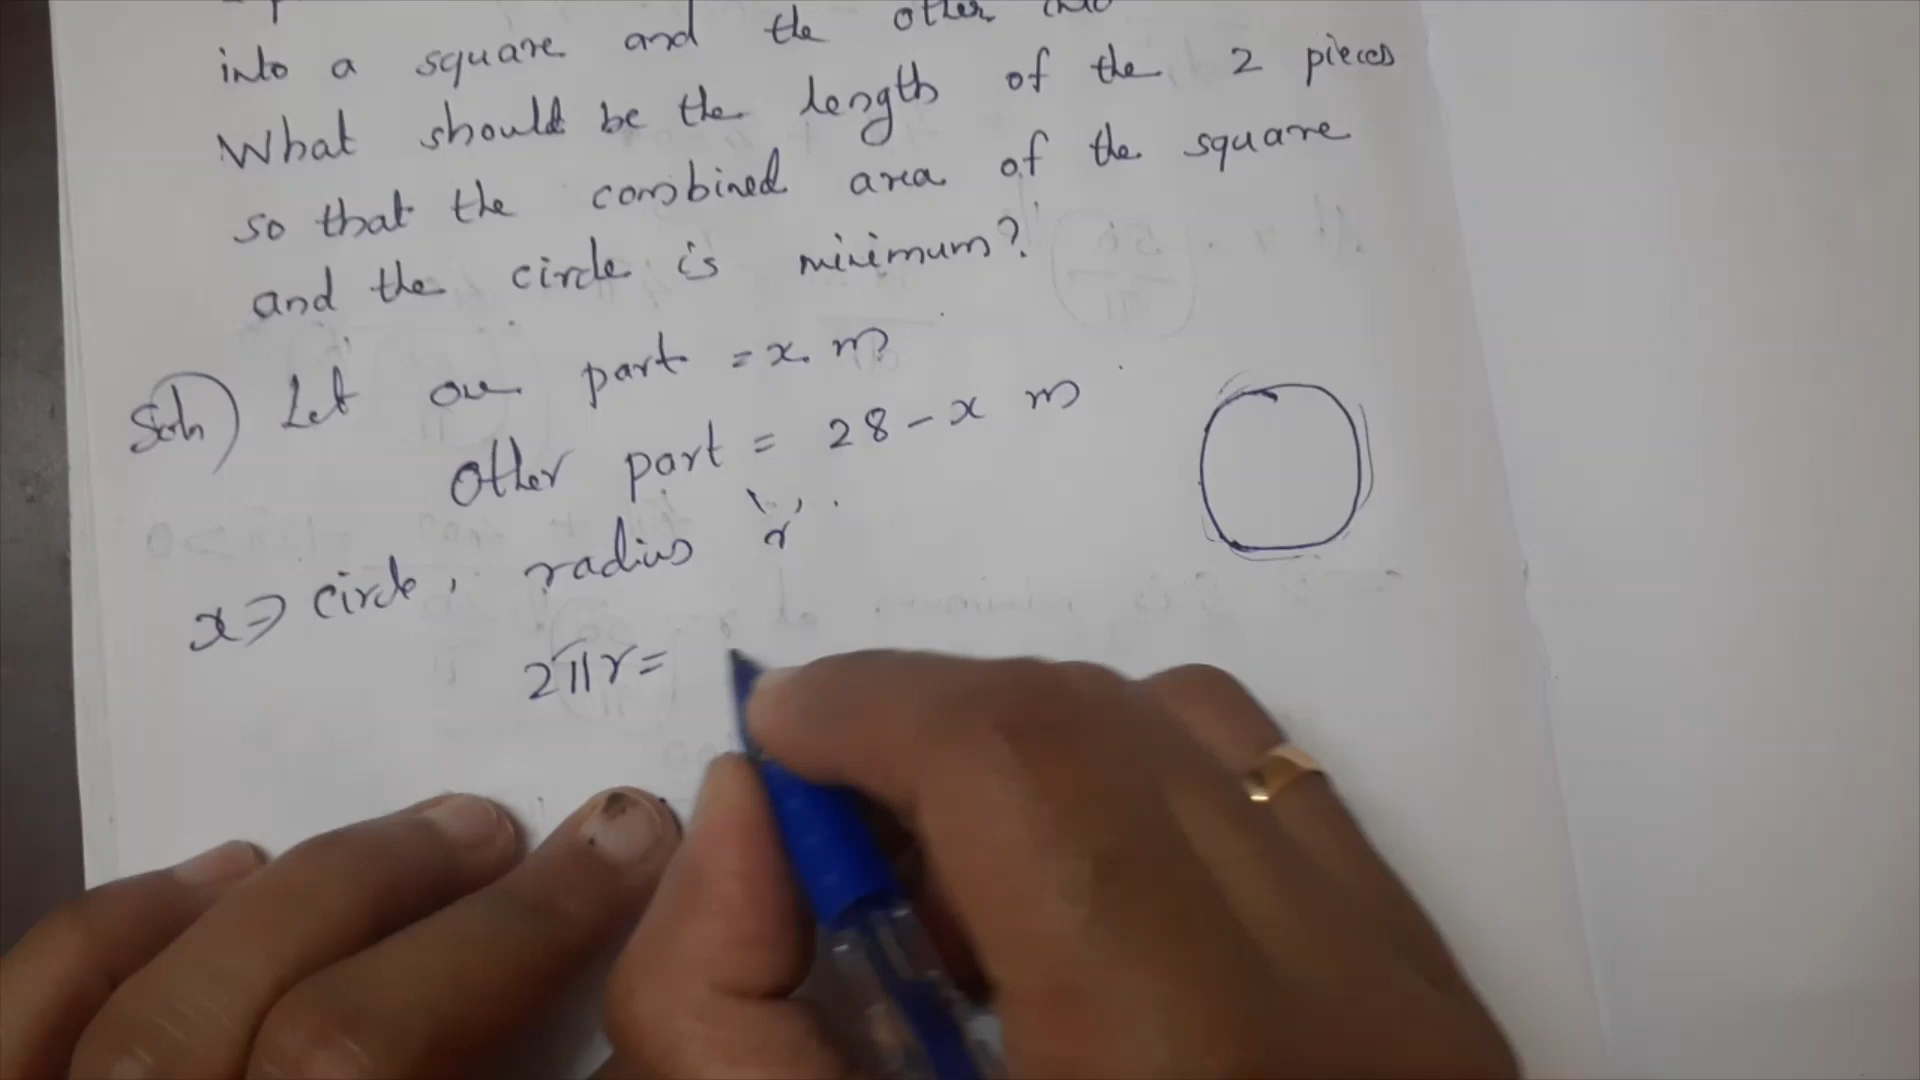 into a square and the other into
What should be the length of the 2 pieces
so that the combined area of the square
and the circle is minimum?
Soln) Let one part = x m
Other part = 28 - x m
x ⇒ circle, radius 'r'
2πr =